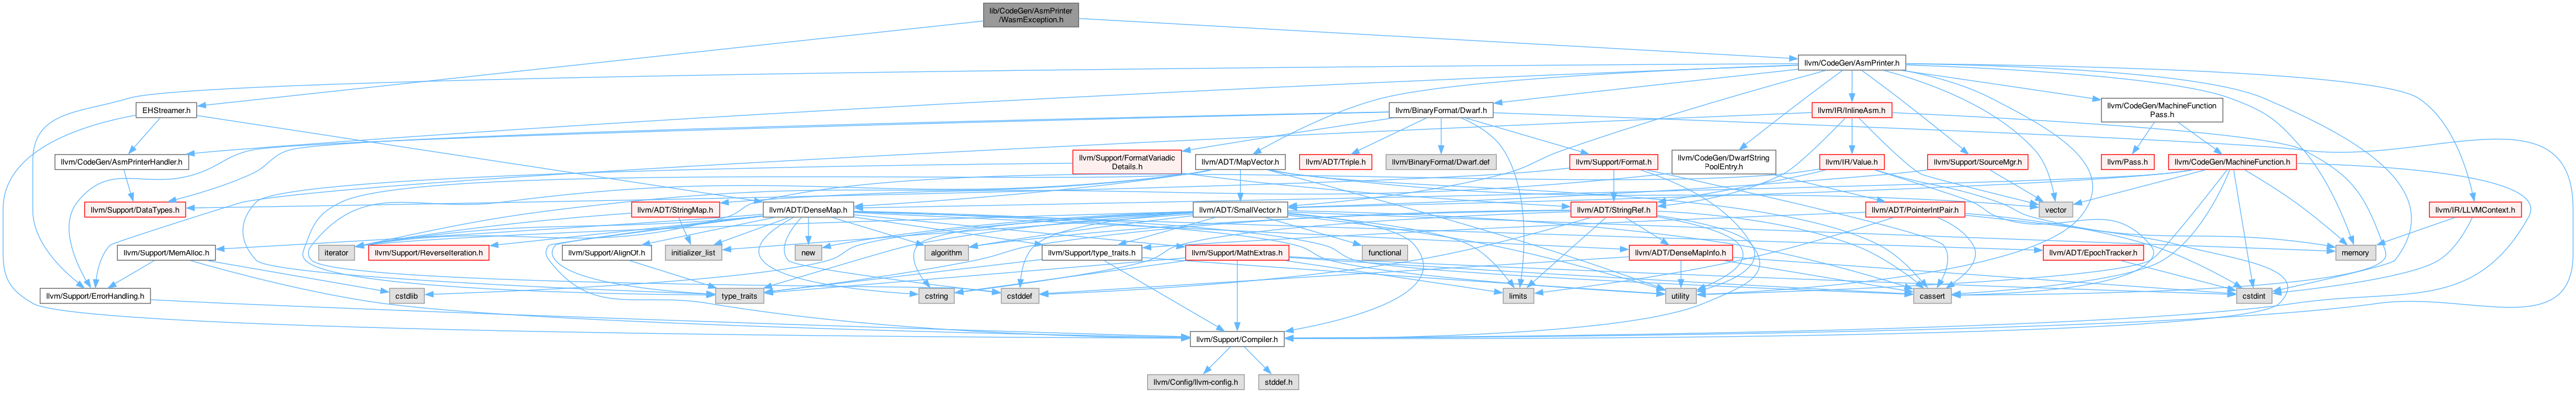 lib/CodeGen/AsmPrinter
/WasmException.h
llvm/CodeGen/AsmPrinter.h
EHStreamer.h
llvm/BinaryFormat/Dwarf.h
llvm/IR/InlineAsm.h
llvm/CodeGen/MachineFunction
Pass.h
llvm/CodeGen/AsmPrinterHandler.h
llvm/Support/FormatVariadic
Details.h
llvm/ADT/MapVector.h
llvm/ADT/Triple.h
llvm/BinaryFormat/Dwarf.def
llvm/Support/Format.h
llvm/CodeGen/DwarfString
PoolEntry.h
llvm/IR/Value.h
llvm/Support/SourceMgr.h
llvm/Pass.h
llvm/CodeGen/MachineFunction.h
llvm/Support/DataTypes.h
llvm/ADT/StringMap.h
llvm/ADT/DenseMap.h
llvm/ADT/SmallVector.h
llvm/ADT/StringRef.h
llvm/ADT/PointerIntPair.h
vector
llvm/IR/LLVMContext.h
llvm/Support/MemAlloc.h
iterator
llvm/Support/ReverseIteration.h
llvm/Support/AlignOf.h
initializer_list
new
algorithm
llvm/Support/type_traits.h
llvm/Support/MathExtras.h
functional
llvm/ADT/DenseMapInfo.h
llvm/ADT/EpochTracker.h
memory
llvm/Support/ErrorHandling.h
cstdlib
type_traits
cstring
cstddef
limits
utility
cassert
cstdint
llvm/Support/Compiler.h
llvm/Config/llvm-config.h
stddef.h